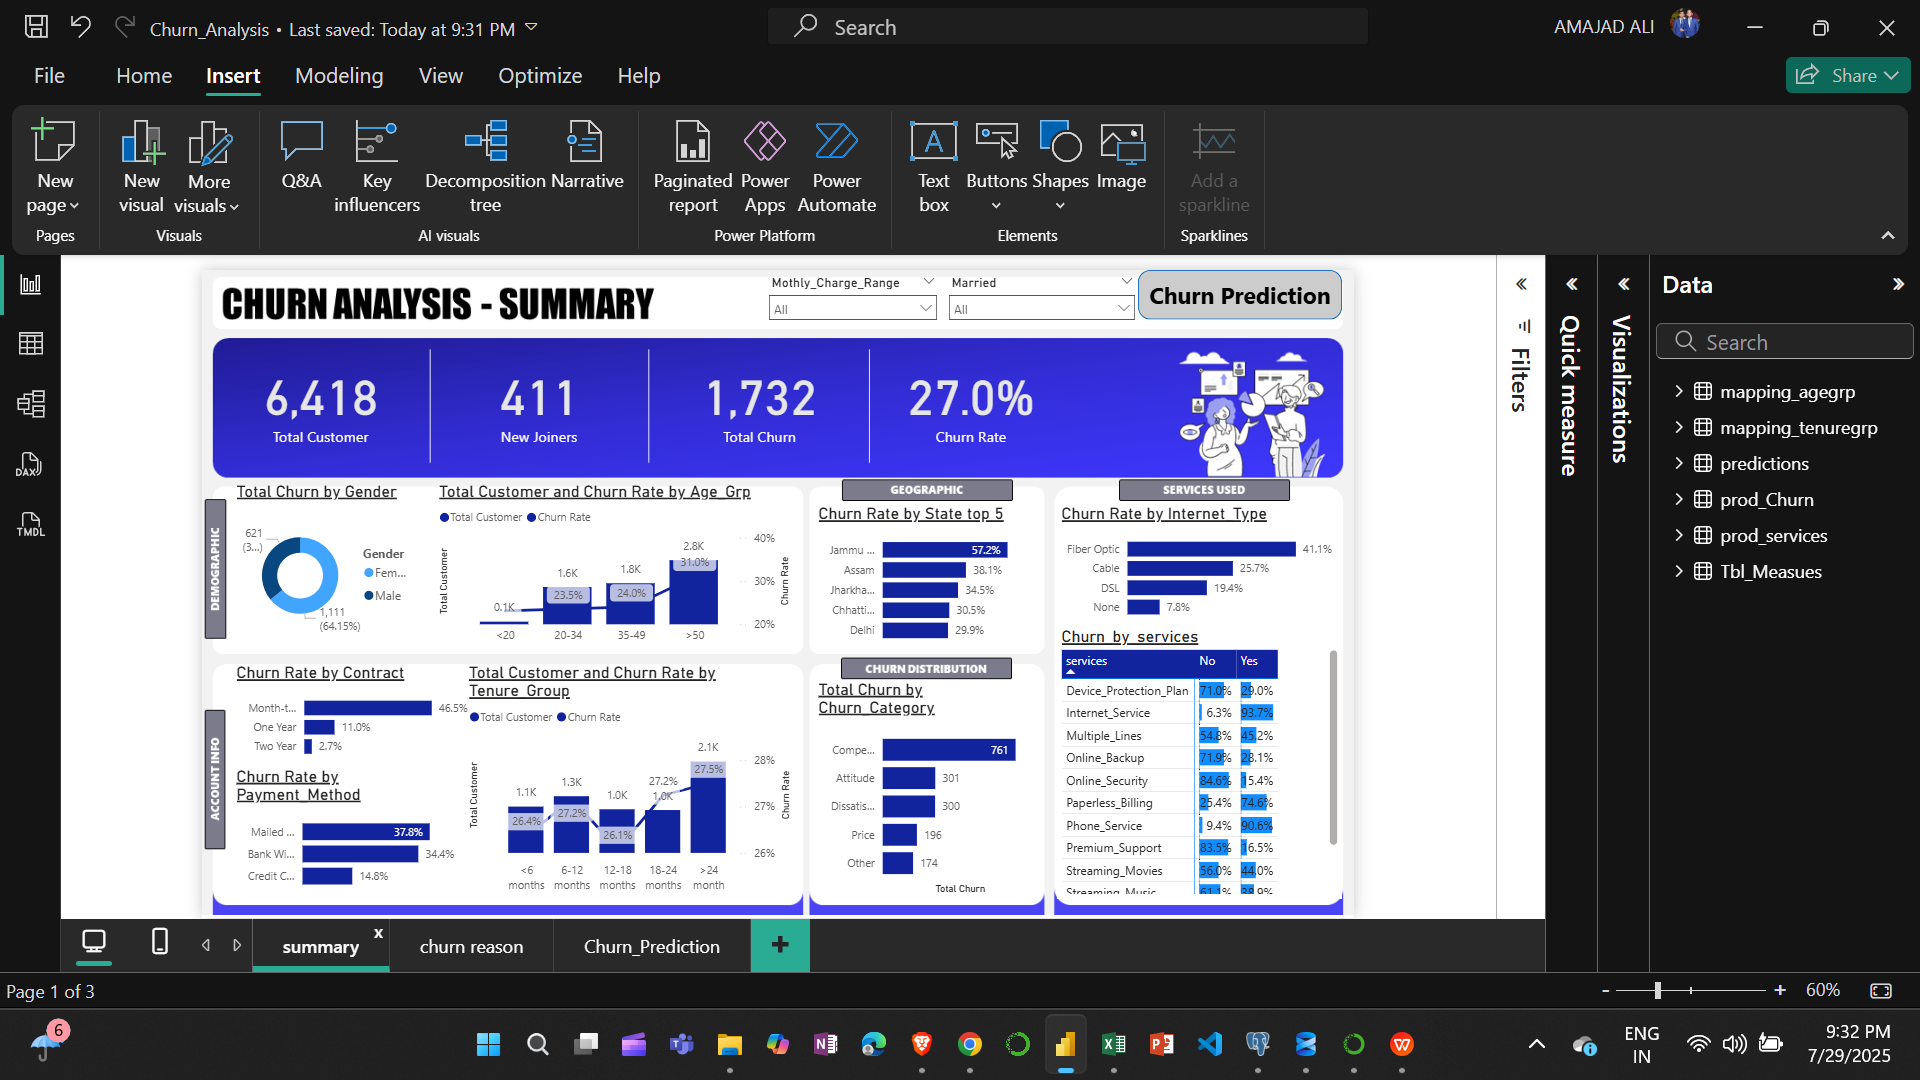 Churn_Analysis • Last saved: Today at 9:31 PM
Search
AMAJAD ALI
File Home Insert Modeling View Optimize Help
Share
New page
Pages
New visual
More visuals
Visuals
Q&A
Key influencers
Decomposition tree
Narrative
AI visuals
Paginated report
Power Apps
Power Automate
Power Platform
Text box
Buttons
Shapes
Image
Elements
Add a sparkline
Sparklines
CHURN ANALYSIS - SUMMARY
Mothly_Charge_Range
All
Married
All
Churn Prediction
6,418
Total Customer
411
New Joiners
1,732
Total Churn
27.0%
Churn Rate
DEMOGRAPHIC
Total Churn by Gender
621
(3...)
1,111
(64.15%)
Gender
Fem...
Male
Total Customer and Churn Rate by Age_Grp
Total Customer Churn Rate
Total Customer
0.1K 1.6K 1.8K 2.8K
23.5% 24.0% 31.0%
<20 20-34 35-49 >50
40%
30%
20%
Churn Rate
GEOGRAPHIC
Churn Rate by State top 5
Jammu ... 57.2%
Assam 38.1%
Jharkha... 34.5%
Chhatti... 30.5%
Delhi 29.9%
SERVICES USED
Churn Rate by Internet_Type
Fiber Optic 41.1%
Cable 25.7%
DSL 19.4%
None 7.8%
Churn_by_services
services No Yes
Device_Protection_Plan 71.0% 29.0%
Internet_Service 6.3% 93.7%
Multiple_Lines 54.8% 45.2%
Online_Backup 71.9% 28.1%
Online_Security 84.6% 15.4%
Paperless_Billing 25.4% 74.6%
Phone_Service 9.4% 90.6%
Premium_Support 83.5% 16.5%
Streaming_Movies 56.0% 44.0%
Streaming_Music 61.1% 38.9%
ACCOUNT INFO
Churn Rate by Contract
Month-t... 46.5%
One Year 11.0%
Two Year 2.7%
Churn Rate by
Payment_Method
Mailed ... 37.8%
Bank Wi... 34.4%
Credit C... 14.8%
Total Customer and Churn Rate by
Tenure_Group
Total Customer Churn Rate
Total Customer
1.1K 1.3K 1.0K 1.0K 2.1K
26.4% 27.2% 26.1% 27.2% 27.5%
<6 months
6-12 months
12-18 months
18-24 months
>24 month
28%
27%
26%
Churn Rate
CHURN DISTRIBUTION
Total Churn by
Churn_Category
Compe... 761
Attitude 301
Dissatis... 300
Price 196
Other 174
Total Churn
Filters
Quick measure
Visualizations
Data
Search
mapping_agegrp
mapping_tenuregrp
predictions
prod_Churn
prod_services
Tbl_Measues
DAX
TMDL
summary x
churn reason
Churn_Prediction
+
Page 1 of 3
- + 60%
6
ENG
IN
9:32 PM
7/29/2025